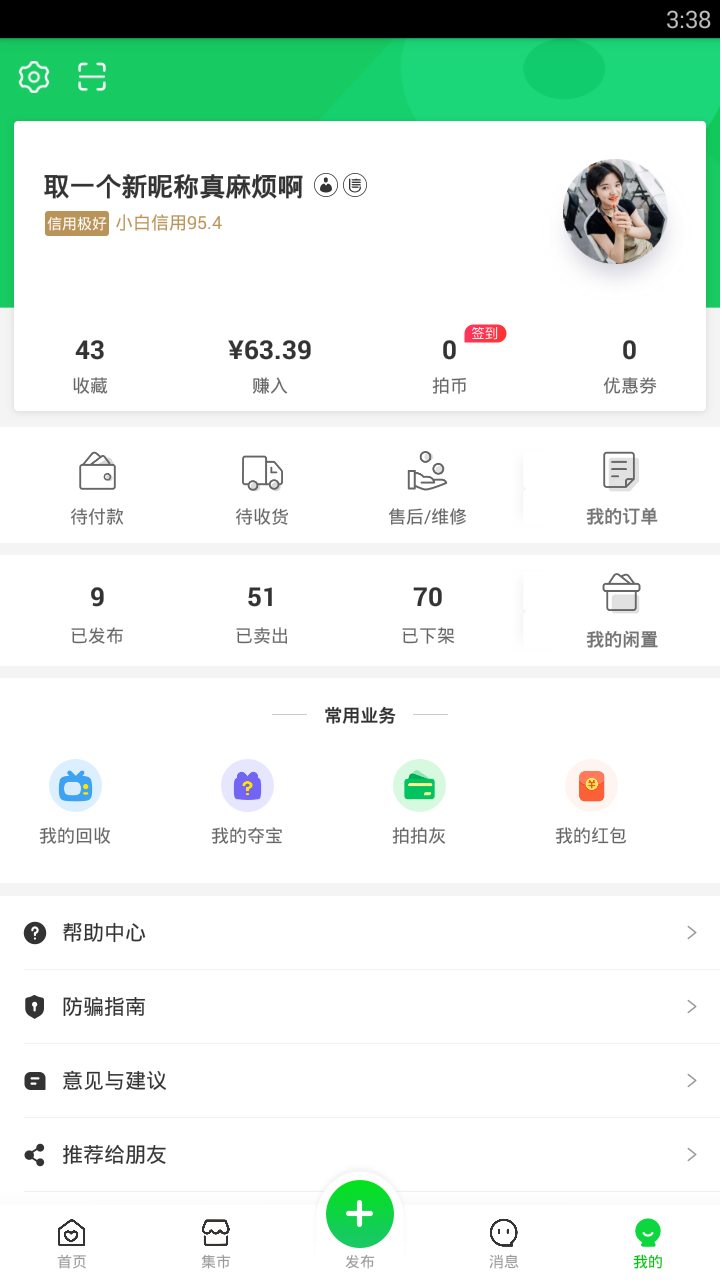 3:38
取一个新昵称真麻烦啊
信用极好 小白信用95.4
43 ¥63.39 0 签到 0
收藏 赚入 拍币 优惠券
待付款 待收货 售后/维修 我的订单
9 51 70
已发布 已卖出 已下架 我的闲置
常用业务
我的回收 我的夺宝 拍拍灰 我的红包
帮助中心
防骗指南
意见与建议
推荐给朋友
首页 集市 发布 消息 我的